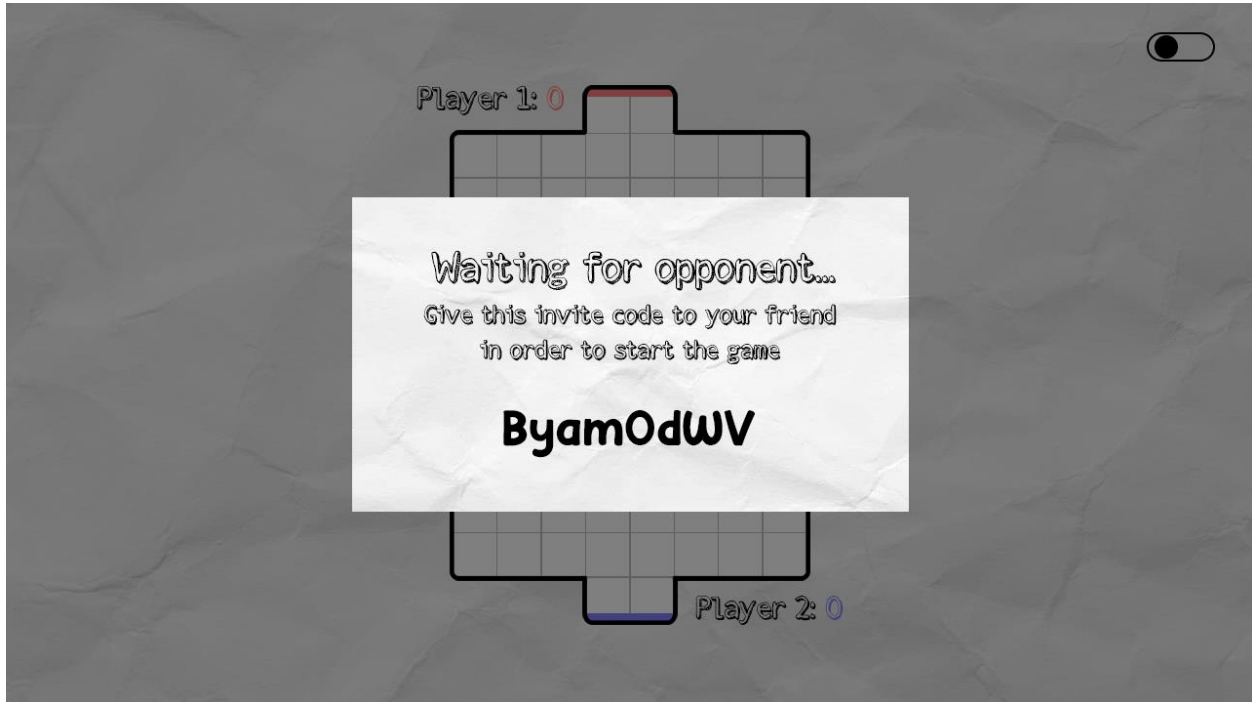 Player 1: 0
Waiting for opponent...
Give this invite code to your friend
in order to start the game
ByamOdWV
Player 2: 0